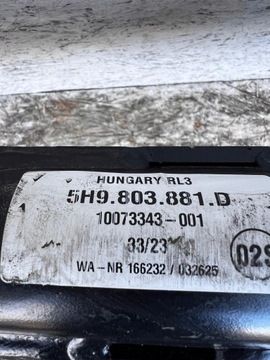 HUNGARY RL3
5H9.803.881.D
10073343-001
33/23
02S
WA-NR 166232 / 032625